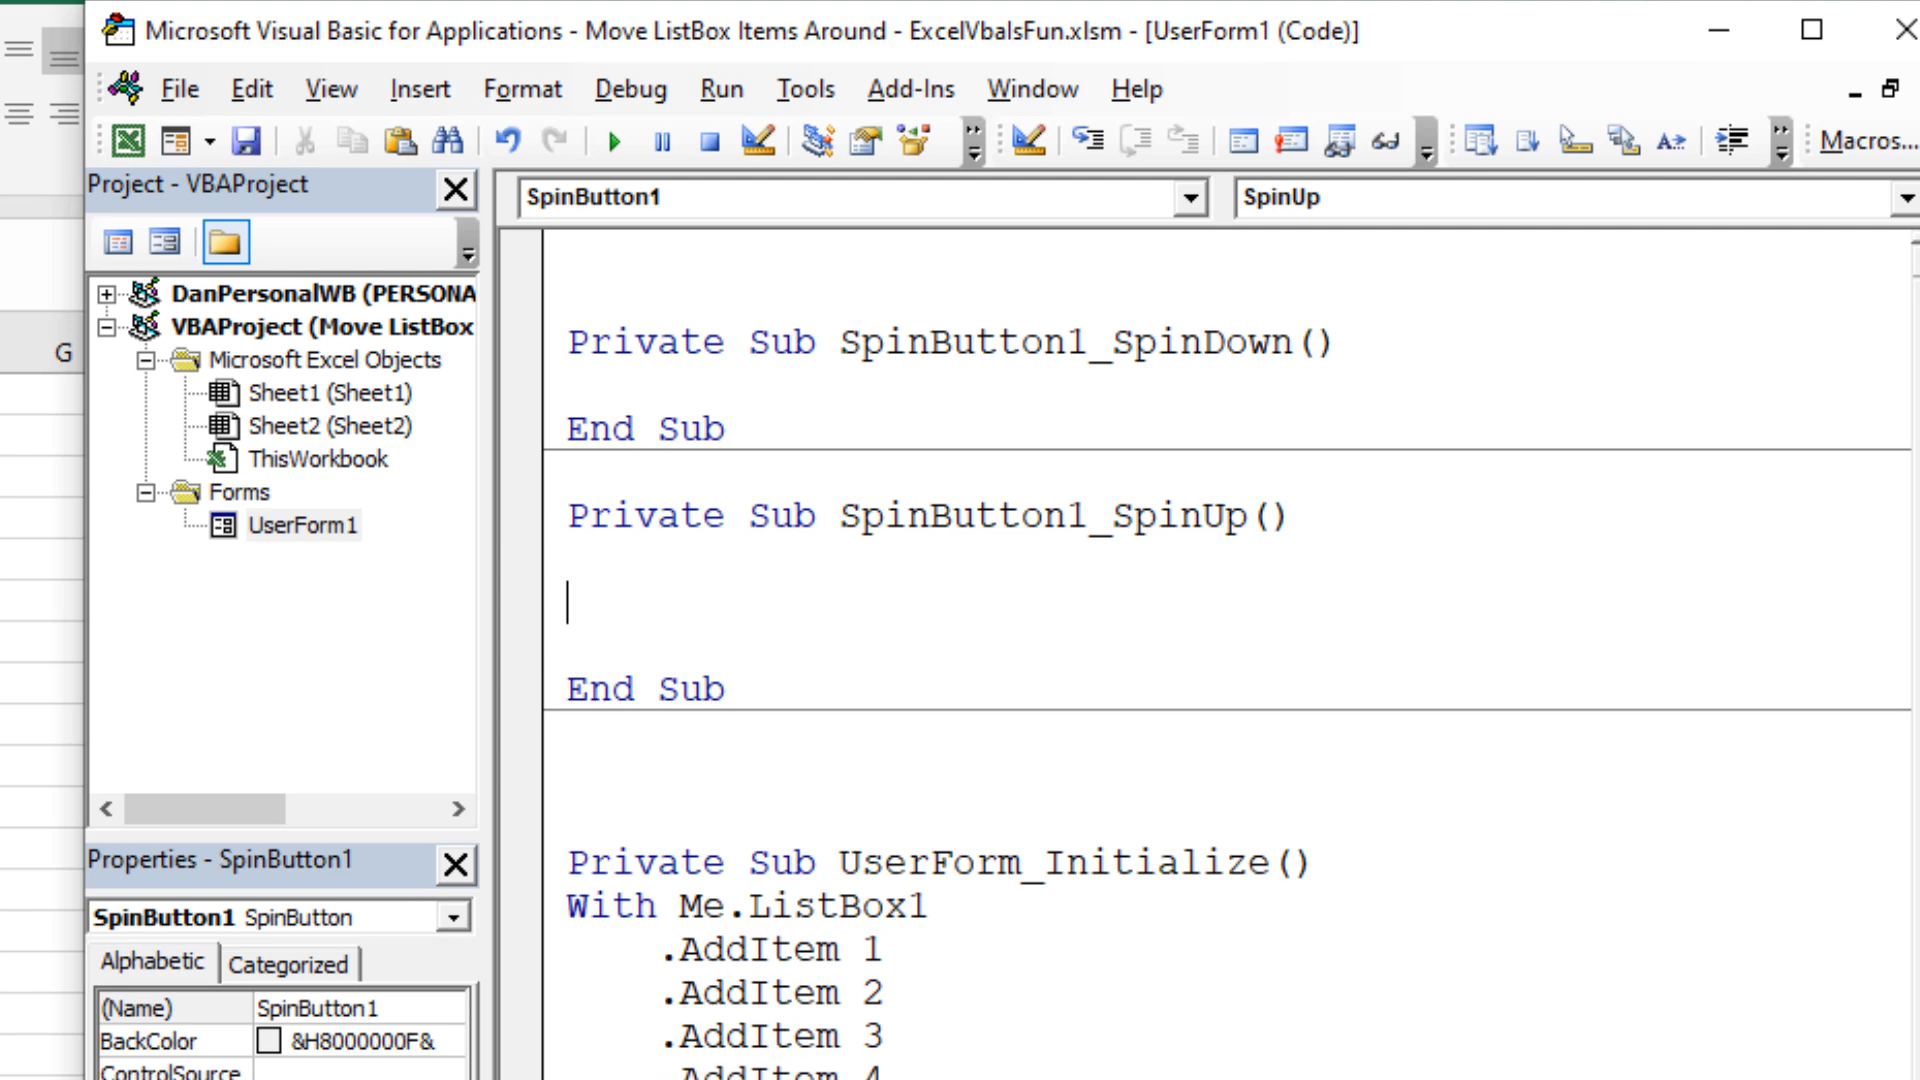 Microsoft Visual Basic for Applications - Move ListBox Items Around - ExcelVbaIsFun.xlsm - [UserForm1 (Code)]
File Edit View Insert Format Debug Run Tools Add-Ins Window Help
Macros...
Project - VBAProject
SpinButton1
SpinUp
DanPersonalWB (PERSONA
VBAProject (Move ListBox
Microsoft Excel Objects
Sheet1 (Sheet1)
Sheet2 (Sheet2)
ThisWorkbook
Forms
UserForm1
G
Properties - SpinButton1
SpinButton1 SpinButton
Alphabetic Categorized
(Name) SpinButton1
BackColor &H8000000F&
ControlSource
Private Sub SpinButton1_SpinDown()
End Sub
Private Sub SpinButton1_SpinUp()
End Sub
Private Sub UserForm_Initialize()
With Me.ListBox1
.AddItem 1
.AddItem 2
.AddItem 3
.AddItem 4